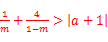 1/m + 4/(1−m) > |a + 1|